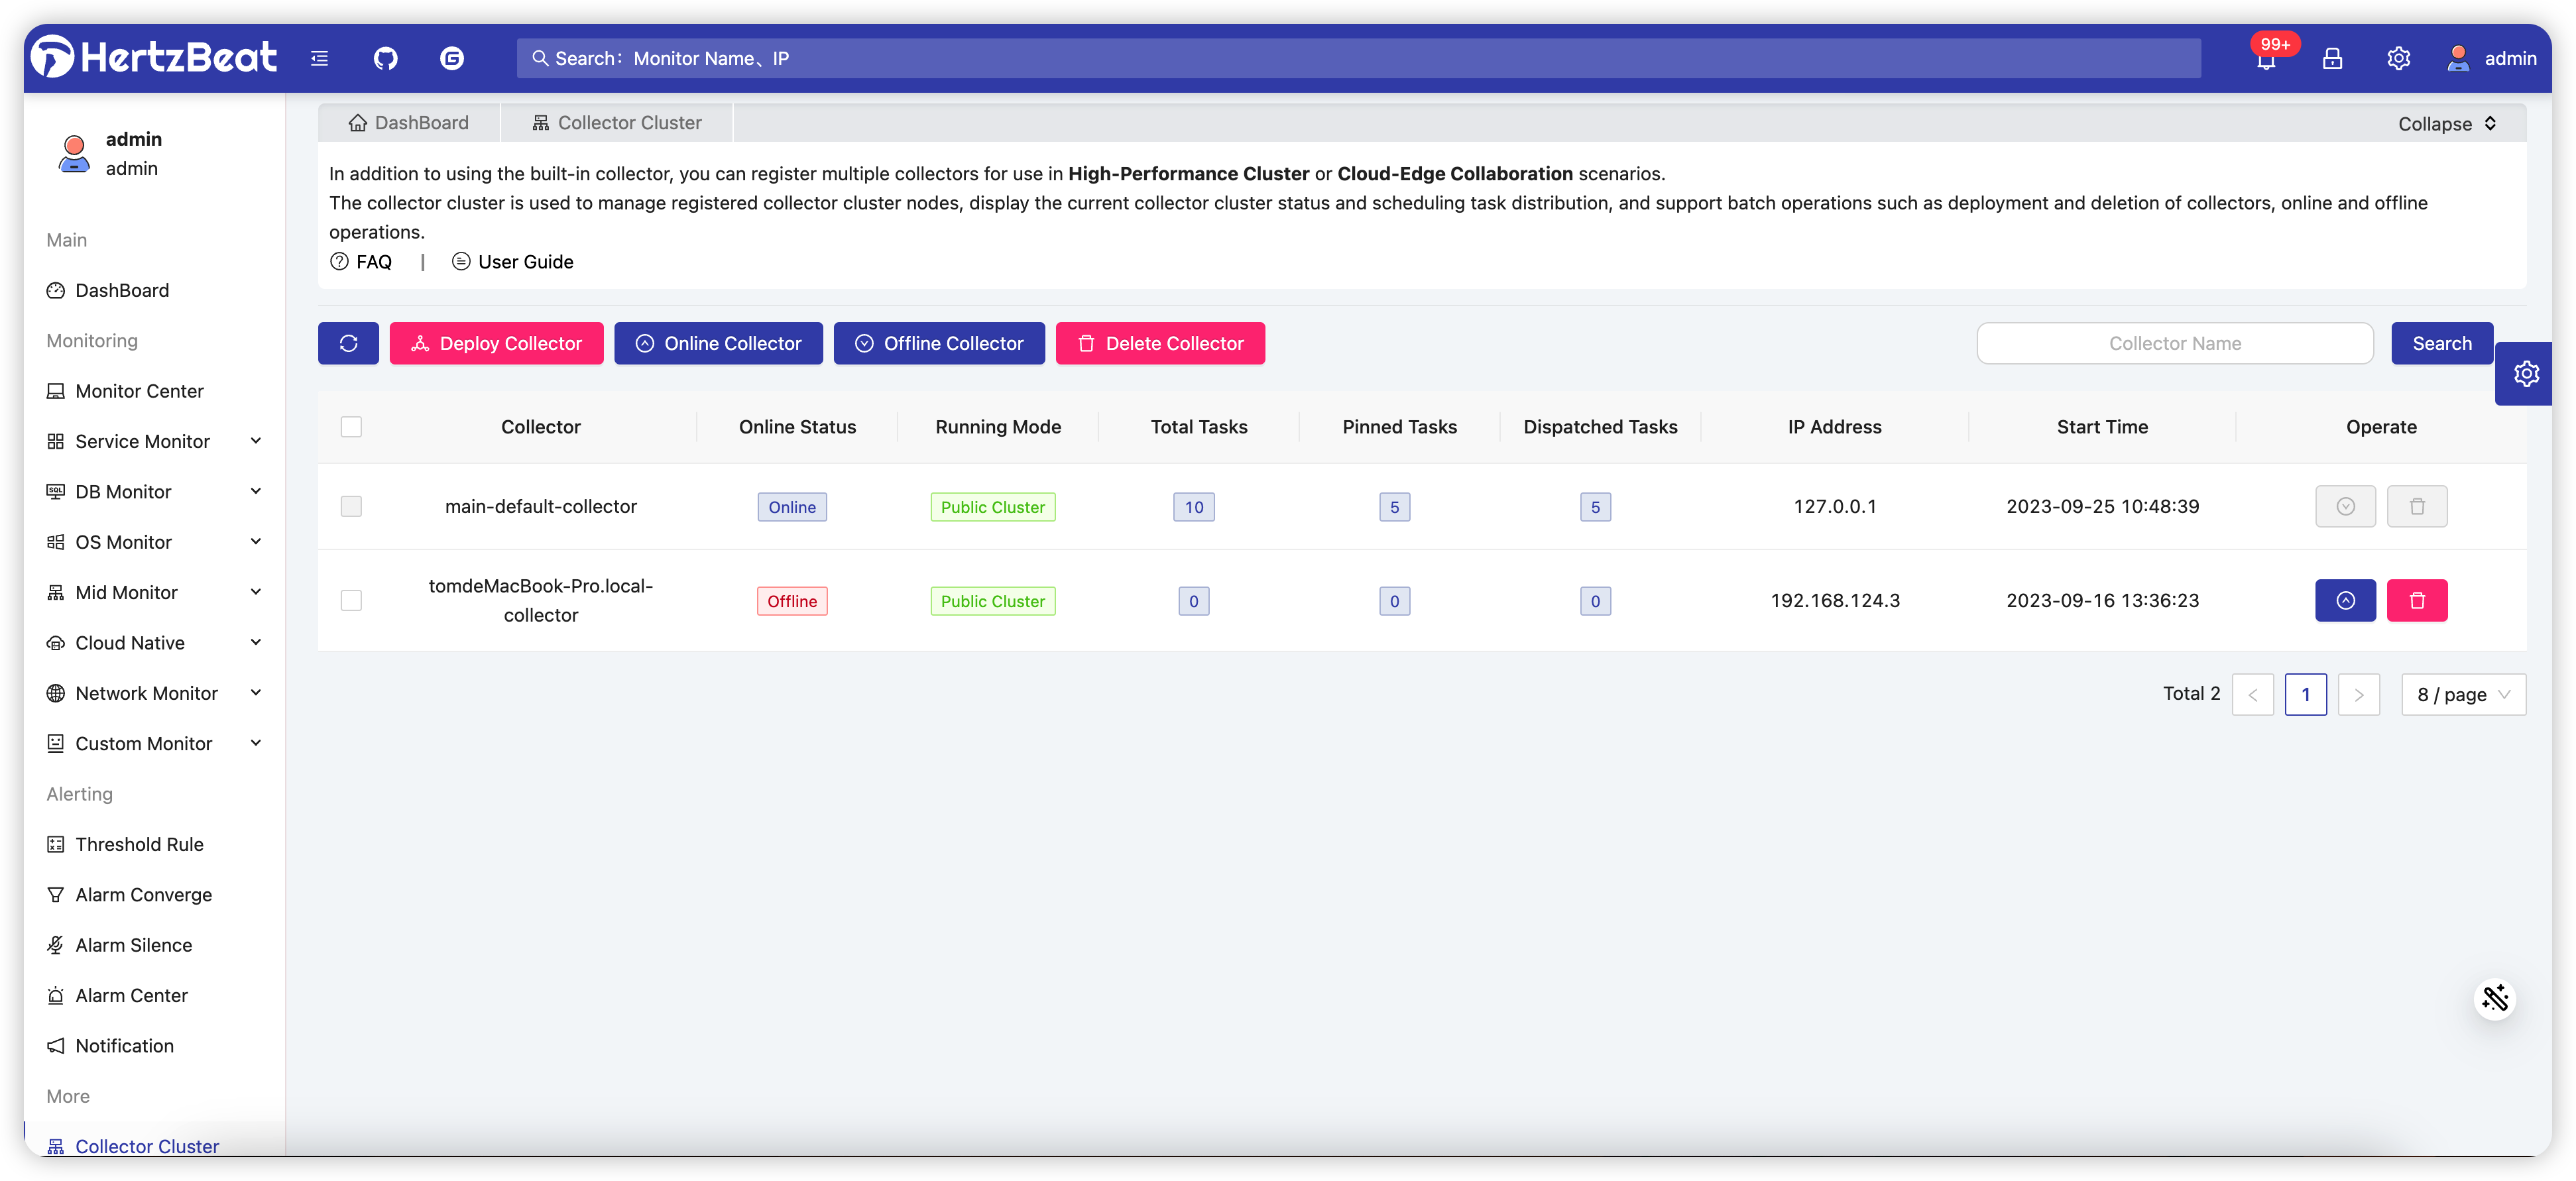 HertzBeat
Search: Monitor Name、IP
99+
admin
admin
admin
Main
DashBoard
Monitoring
Monitor Center
Service Monitor
DB Monitor
OS Monitor
Mid Monitor
Cloud Native
Network Monitor
Custom Monitor
Alerting
Threshold Rule
Alarm Converge
Alarm Silence
Alarm Center
Notification
More
Collector Cluster
DashBoard
Collector Cluster
Collapse
In addition to using the built-in collector, you can register multiple collectors for use in High-Performance Cluster or Cloud-Edge Collaboration scenarios.
The collector cluster is used to manage registered collector cluster nodes, display the current collector cluster status and scheduling task distribution, and support batch operations such as deployment and deletion of collectors, online and offline
operations.
FAQ | User Guide
Deploy Collector
Online Collector
Offline Collector
Delete Collector
Collector Name
Search
Collector Online Status Running Mode Total Tasks Pinned Tasks Dispatched Tasks IP Address Start Time Operate
main-default-collector Online Public Cluster 10 5 5 127.0.0.1 2023-09-25 10:48:39
tomdeMacBook-Pro.local-
collector
Offline Public Cluster 0 0 0 192.168.124.3 2023-09-16 13:36:23
Total 2 < 1 > 8 / page